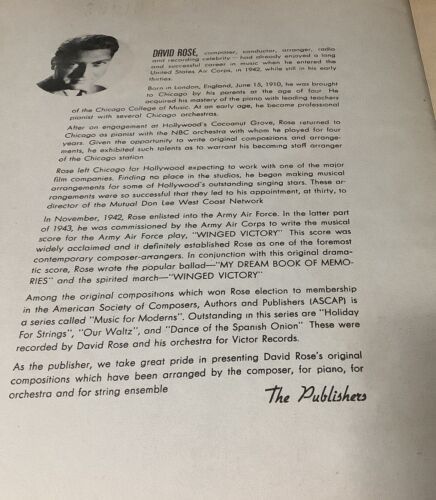 DAVID ROSE, composer, conductor, arranger, radio
and recording celebrity—had already enjoyed a long
and successful career in music when he entered the
United States Air Corps, in 1942, while still in his early
thirties.
Born in London, England, June 15, 1910, he was brought
to Chicago by his parents at the age of four. He
acquired his mastery of the piano with leading teachers
of the Chicago College of Music. At an early age, he became professional
pianist with several Chicago orchestras.
After an engagement at Hollywood's Cocoanut Grove, Rose returned to
Chicago as pianist with the NBC orchestra with whom he played for four
years. Given the opportunity to write original compositions and arrange-
ments, he exhibited such talents as to warrant his becoming staff arranger
of the Chicago station
Rose left Chicago for Hollywood expecting to work with one of the major
film companies. Finding no place in the studios, he began making musical
arrangements for some of Hollywood's outstanding singing stars. These ar-
rangements were so successful that they led to his appointment, at thirty, to
director of the Mutual Don Lee West Coast Network
In November, 1942, Rose enlisted into the Army Air Force. In the latter part
of 1943, he was commissioned by the Army Air Corps to write the musical
score for the Army Air Force play, "WINGED VICTORY" This score was
widely acclaimed and it definitely established Rose as one of the foremost
contemporary composer-arrangers. In conjunction with this original drama-
tic score, Rose wrote the popular ballad—"MY DREAM BOOK OF MEMO-
RIES" and the spirited march—"WINGED VICTORY"
Among the original compositions which won Rose election to membership
in the American Society of Composers, Authors and Publishers (ASCAP) is
a series called "Music for Moderns". Outstanding in this series are "Holiday
For Strings", "Our Waltz", and "Dance of the Spanish Onion" These were
recorded by David Rose and his orchestra for Victor Records.
As the publisher, we take great pride in presenting David Rose's original
compositions which have been arranged by the composer, for piano, for
orchestra and for string ensemble
The Publishers